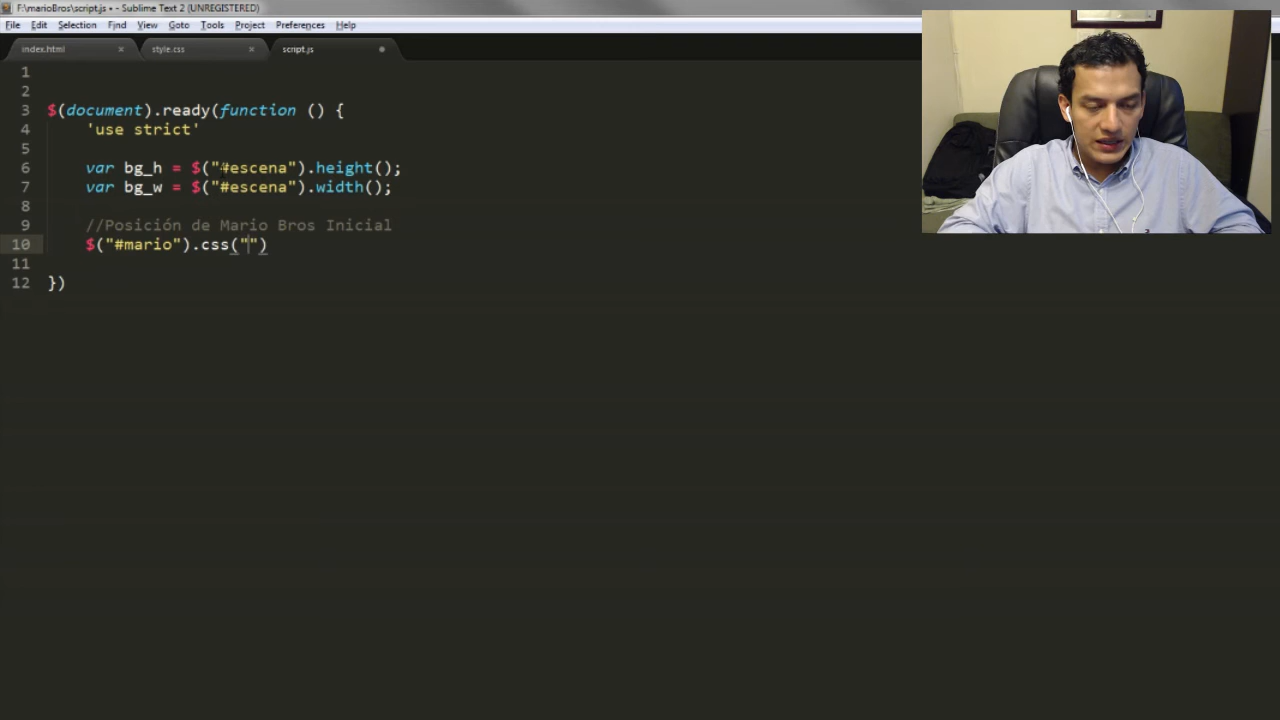 F:\marioBros\script.js • - Sublime Text 2 (UNREGISTERED)
File Edit Selection Find View Goto Tools Project Preferences Help
index.html style.css script.js
1
2
3 $(document).ready(function () {
4 'use strict'
5
6 var bg_h = $("#escena").height();
7 var bg_w = $("#escena").width();
8
9 //Posición de Mario Bros Inicial
10 $("#mario").css("")
11
12 })